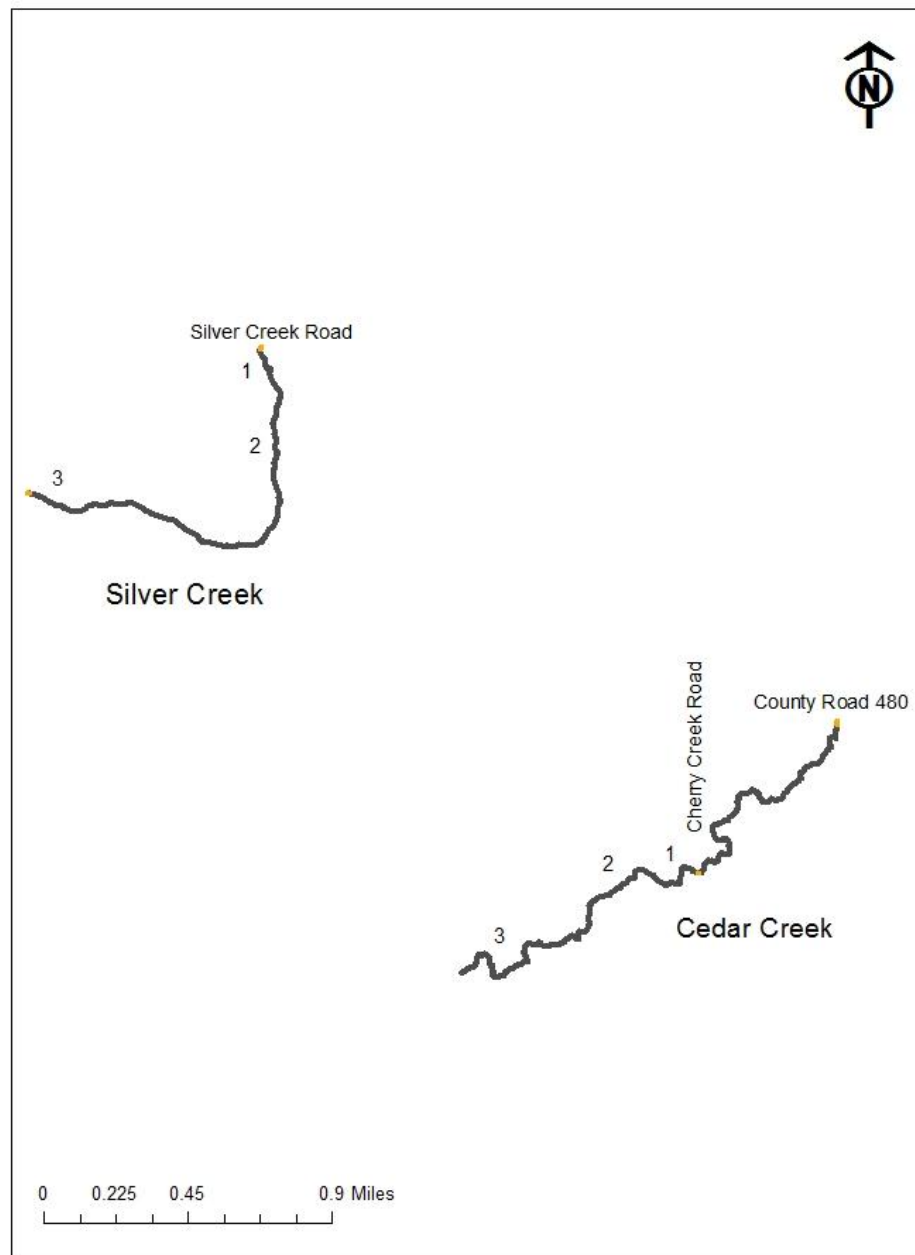 N
Silver Creek Road
1
2
3
Silver Creek
Cherry Creek Road
County Road 480
1
2
3
Cedar Creek
0 0.225 0.45 0.9 Miles